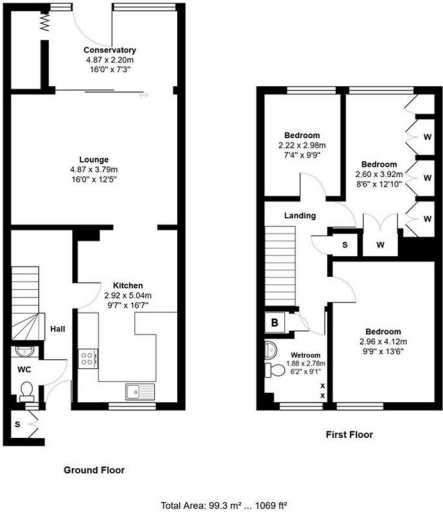 Conservatory
4.87 x 2.20m
16'0" x 7'3"
Lounge
4.87 x 3.79m
16'0" x 12'5"
Kitchen
2.92 x 5.04m
9'7" x 16'7"
Hall
WC
S
Ground Floor
Bedroom
2.22 x 2.98m
7'4" x 9'9"
Bedroom
2.60 x 3.92m
8'6" x 12'10"
W
W
W
W
Landing
S
B
Bedroom
2.96 x 4.12m
9'9" x 13'6"
Wetroom
1.88 x 2.78m
6'2" x 9'1"
x
x
First Floor
Total Area: 99.3 m² ... 1069 ft²